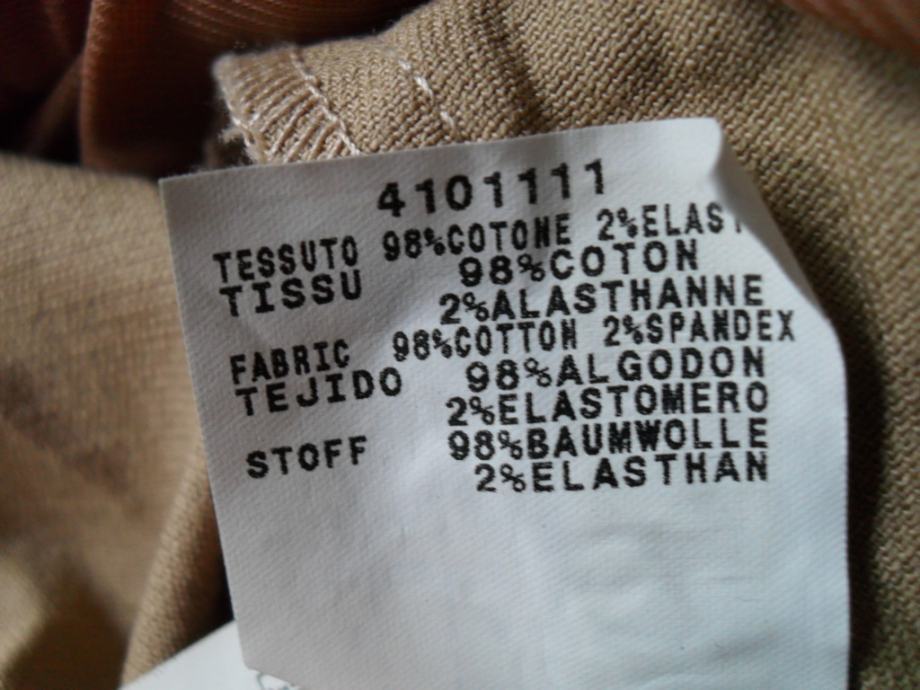 4101111
TESSUTO 98%COTONE 2%ELAST
TISSU 98%COTON
2%ALASTHANNE
FABRIC 98%COTTON 2%SPANDEX
TEJIDO 98%ALGODON
2%ELASTOMERO
STOFF 98%BAUMWOLLE
2%ELASTHAN